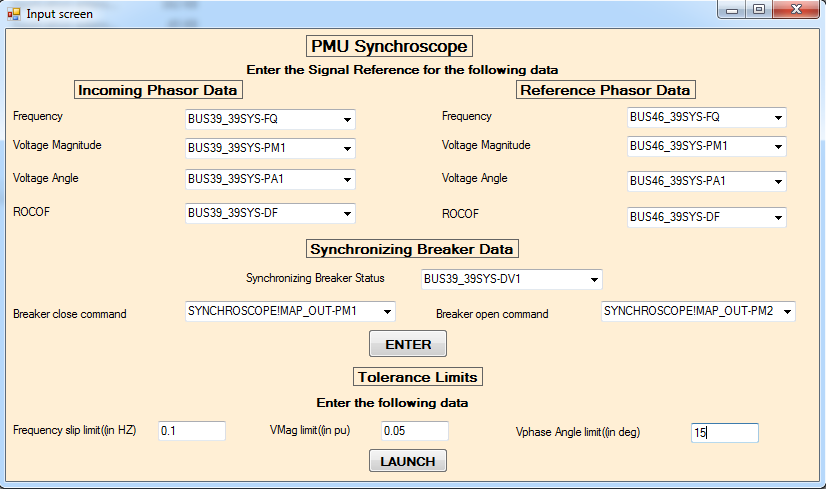 Input screen
PMU Synchroscope
Enter the Signal Reference for the following data
Incoming Phasor Data
Reference Phasor Data
Frequency BUS39_39SYS-FQ
Frequency BUS46_39SYS-FQ
Voltage Magnitude BUS39_39SYS-PM1
Voltage Magnitude BUS46_39SYS-PM1
Voltage Angle BUS39_39SYS-PA1
Voltage Angle BUS46_39SYS-PA1
ROCOF BUS39_39SYS-DF
ROCOF BUS46_39SYS-DF
Synchronizing Breaker Data
Synchronizing Breaker Status BUS39_39SYS-DV1
Breaker close command SYNCHROSCOPE!MAP_OUT-PM1
Breaker open command SYNCHROSCOPE!MAP_OUT-PM2
ENTER
Tolerance Limits
Enter the following data
Frequency slip limit((in HZ) 0.1
VMag limit((in pu) 0.05
Vphase Angle limit((in deg) 15
LAUNCH